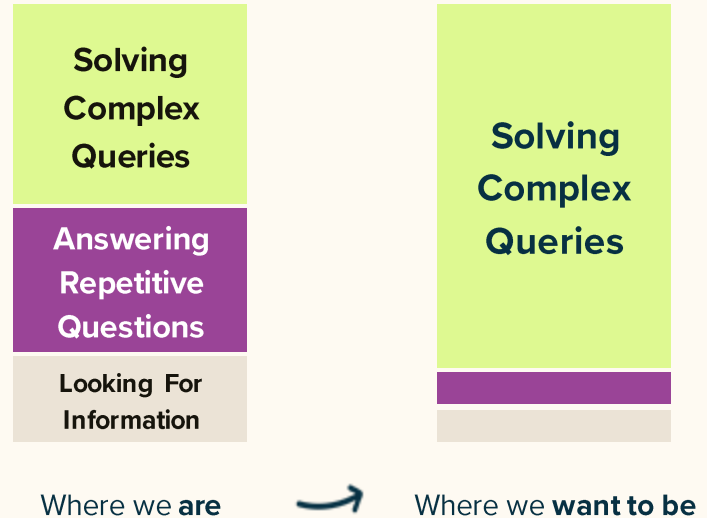 Solving
Complex
Queries
Answering
Repetitive
Questions
Looking For
Information
Where we are
Solving
Complex
Queries
Where we want to be